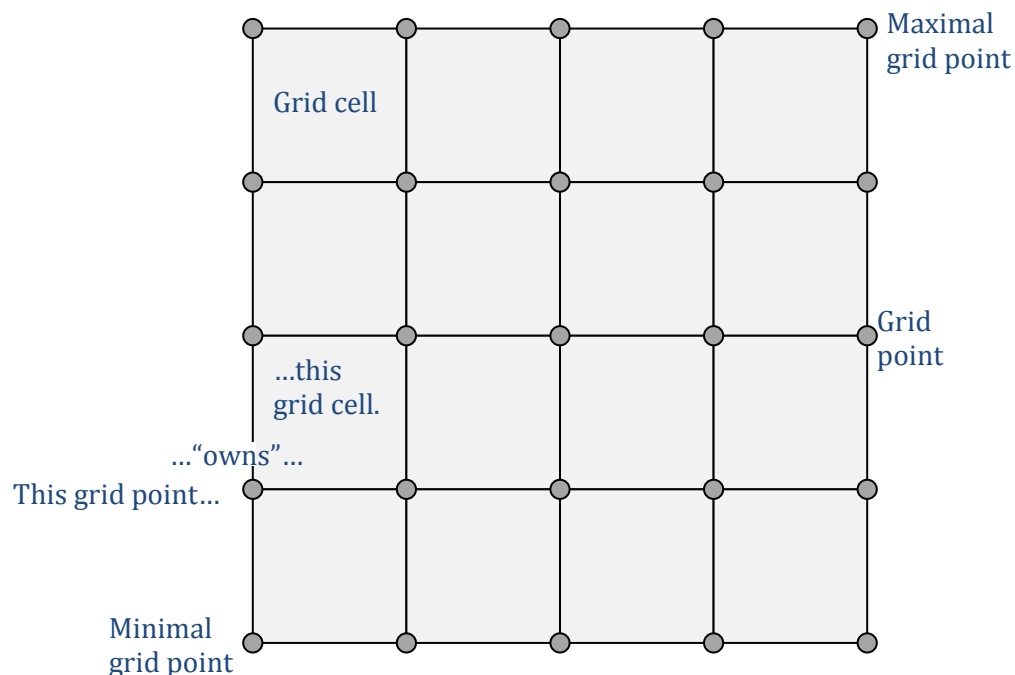 Maximal
grid point
Grid cell
Grid
point
…this
grid cell.
…“owns”…
This grid point…
Minimal
grid point